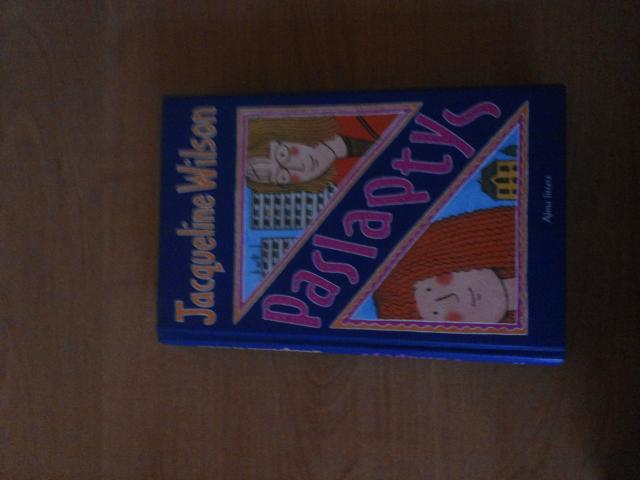 Jacqueline Wilson
Paslaptys
Alma littera